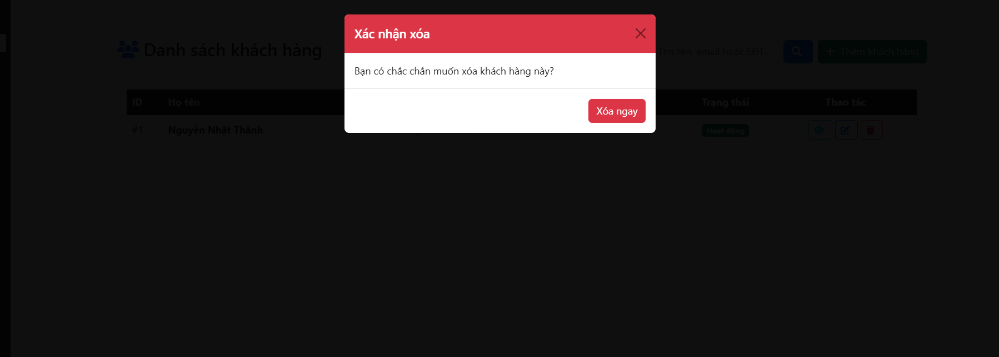 Xác nhận xóa
Bạn có chắc chắn muốn xóa khách hàng này?
Xóa ngay
Danh sách khách hàng
Tìm tên, email hoặc SĐT...
Thêm khách hàng
ID Họ tên Trạng thái Thao tác
#1 Nguyễn Nhật Thành Hoạt động